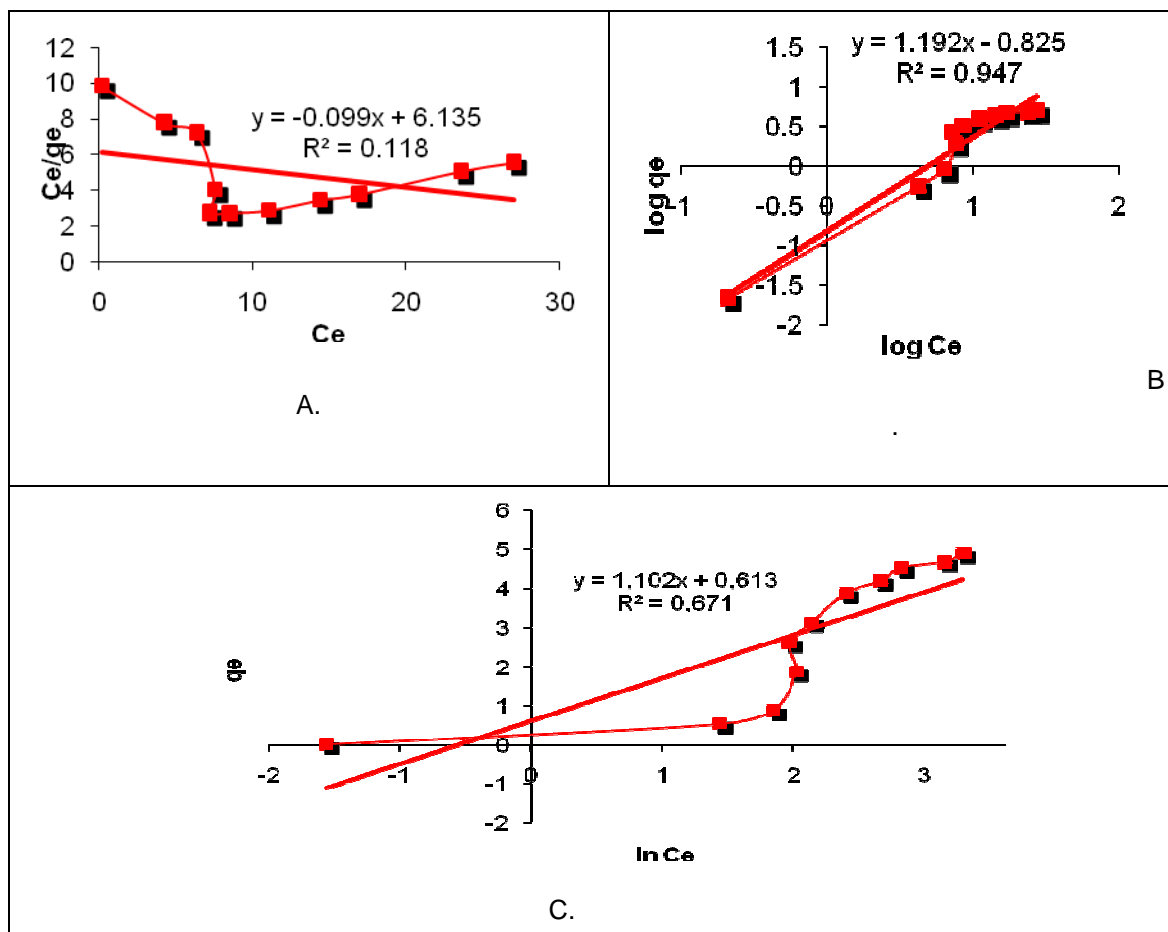 12
10
8
6
4
2
0
Ce/qe
y = -0.099x + 6.135
R² = 0.118
0 10 20 30
Ce
A.
y = 1.192x - 0.825
R² = 0.947
1.5
1
0.5
0
-0.5
-1
-1.5
-2
log qe
-1 0 1 2
log Ce
B
.
6
5
4
3
2
1
0
-1
-2
qe
y = 1.102x + 0.613
R² = 0.671
-2 -1 0 1 2 3
ln Ce
C.